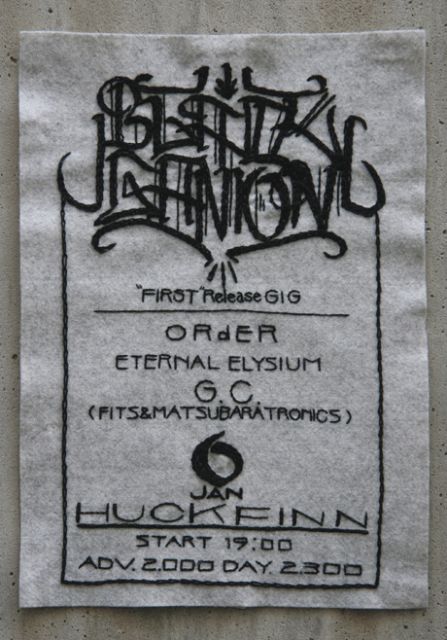 "FIRST" Release GIG
ORdER
ETERNAL ELYSIUM
G.C.
(FITS&MATSUBARATRONICS)
6
JAN
HUCKFINN
START 19:00
ADV. 2.000 DAY. 2.300